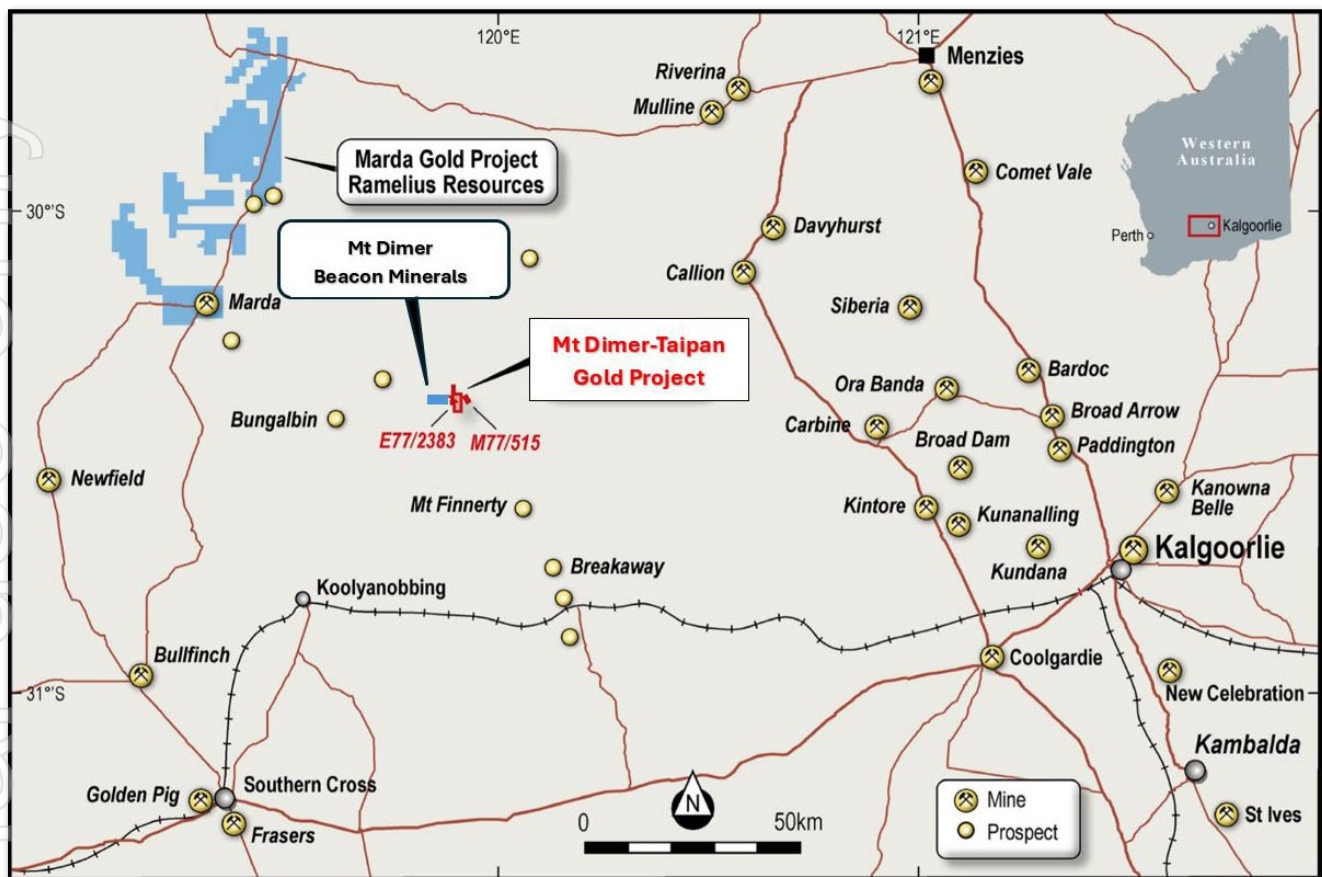 120°E
121°E
Menzies
Riverina
Mulline
Marda Gold Project
Ramelius Resources
Comet Vale
Western
Australia
Perth
Kalgoorlie
30°S
Mt Dimer
Beacon Minerals
Davyhurst
Callion
Marda
Siberia
Mt Dimer-Taipan
Gold Project
Bardoc
Ora Banda
Bungalbin
E77/2383
M77/515
Carbine
Broad Arrow
Broad Dam
Paddington
Newfield
Mt Finnerty
Kintore
Kunanalling
Kanowna
Belle
Kalgoorlie
Kundana
Breakaway
Koolyanobbing
Bullfinch
Coolgardie
31°S
New Celebration
Kambalda
Golden Pig
Southern Cross
Frasers
N
0
50km
Mine
Prospect
St Ives